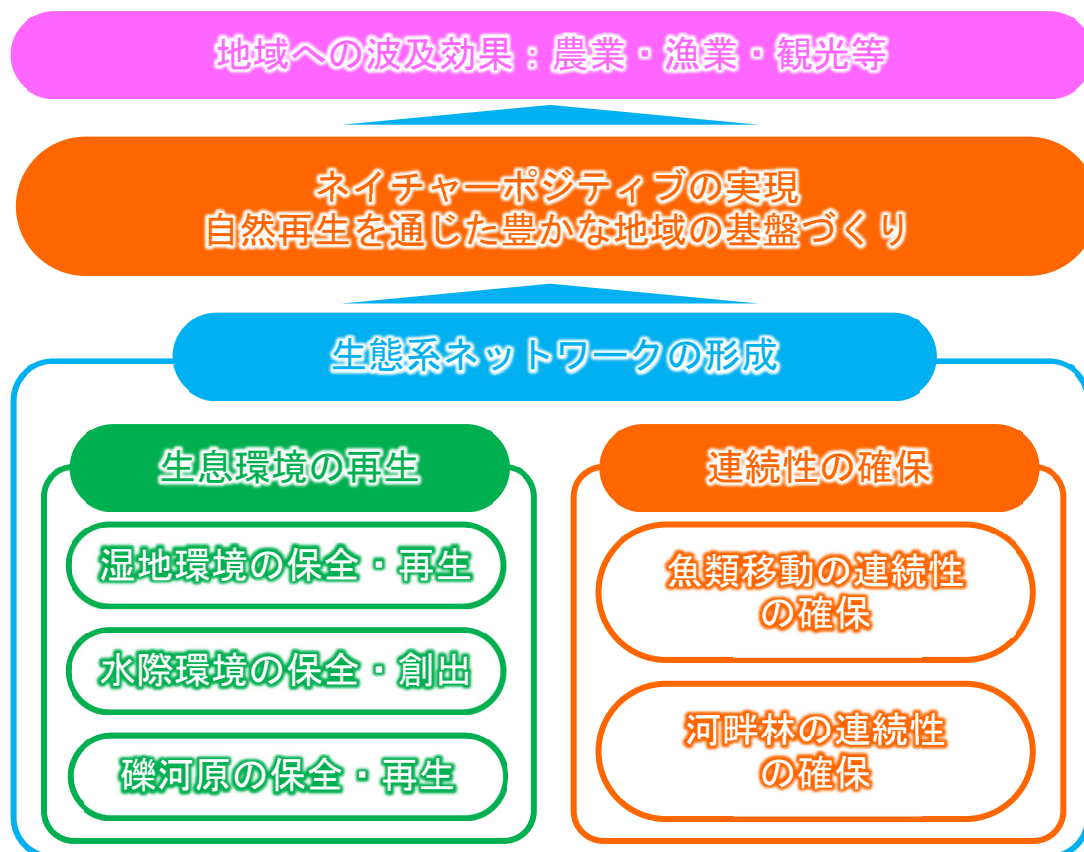 地域への波及効果：農業・漁業・観光等
ネイチャーポジティブの実現
自然再生を通じた豊かな地域の基盤づくり
生態系ネットワークの形成
生息環境の再生
湿地環境の保全・再生
水際環境の保全・創出
礫河原の保全・再生
連続性の確保
魚類移動の連続性
の確保
河畔林の連続性
の確保